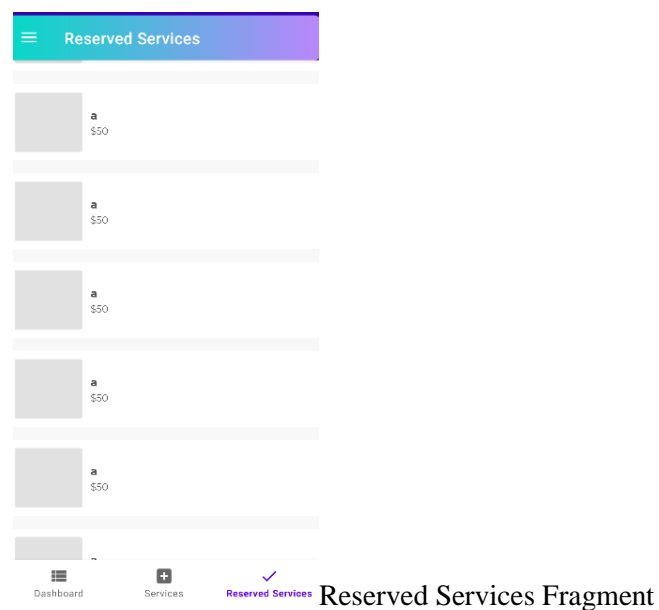 Reserved Services
a
$50
a
$50
a
$50
a
$50
a
$50
Dashboard Services Reserved Services
Reserved Services Fragment